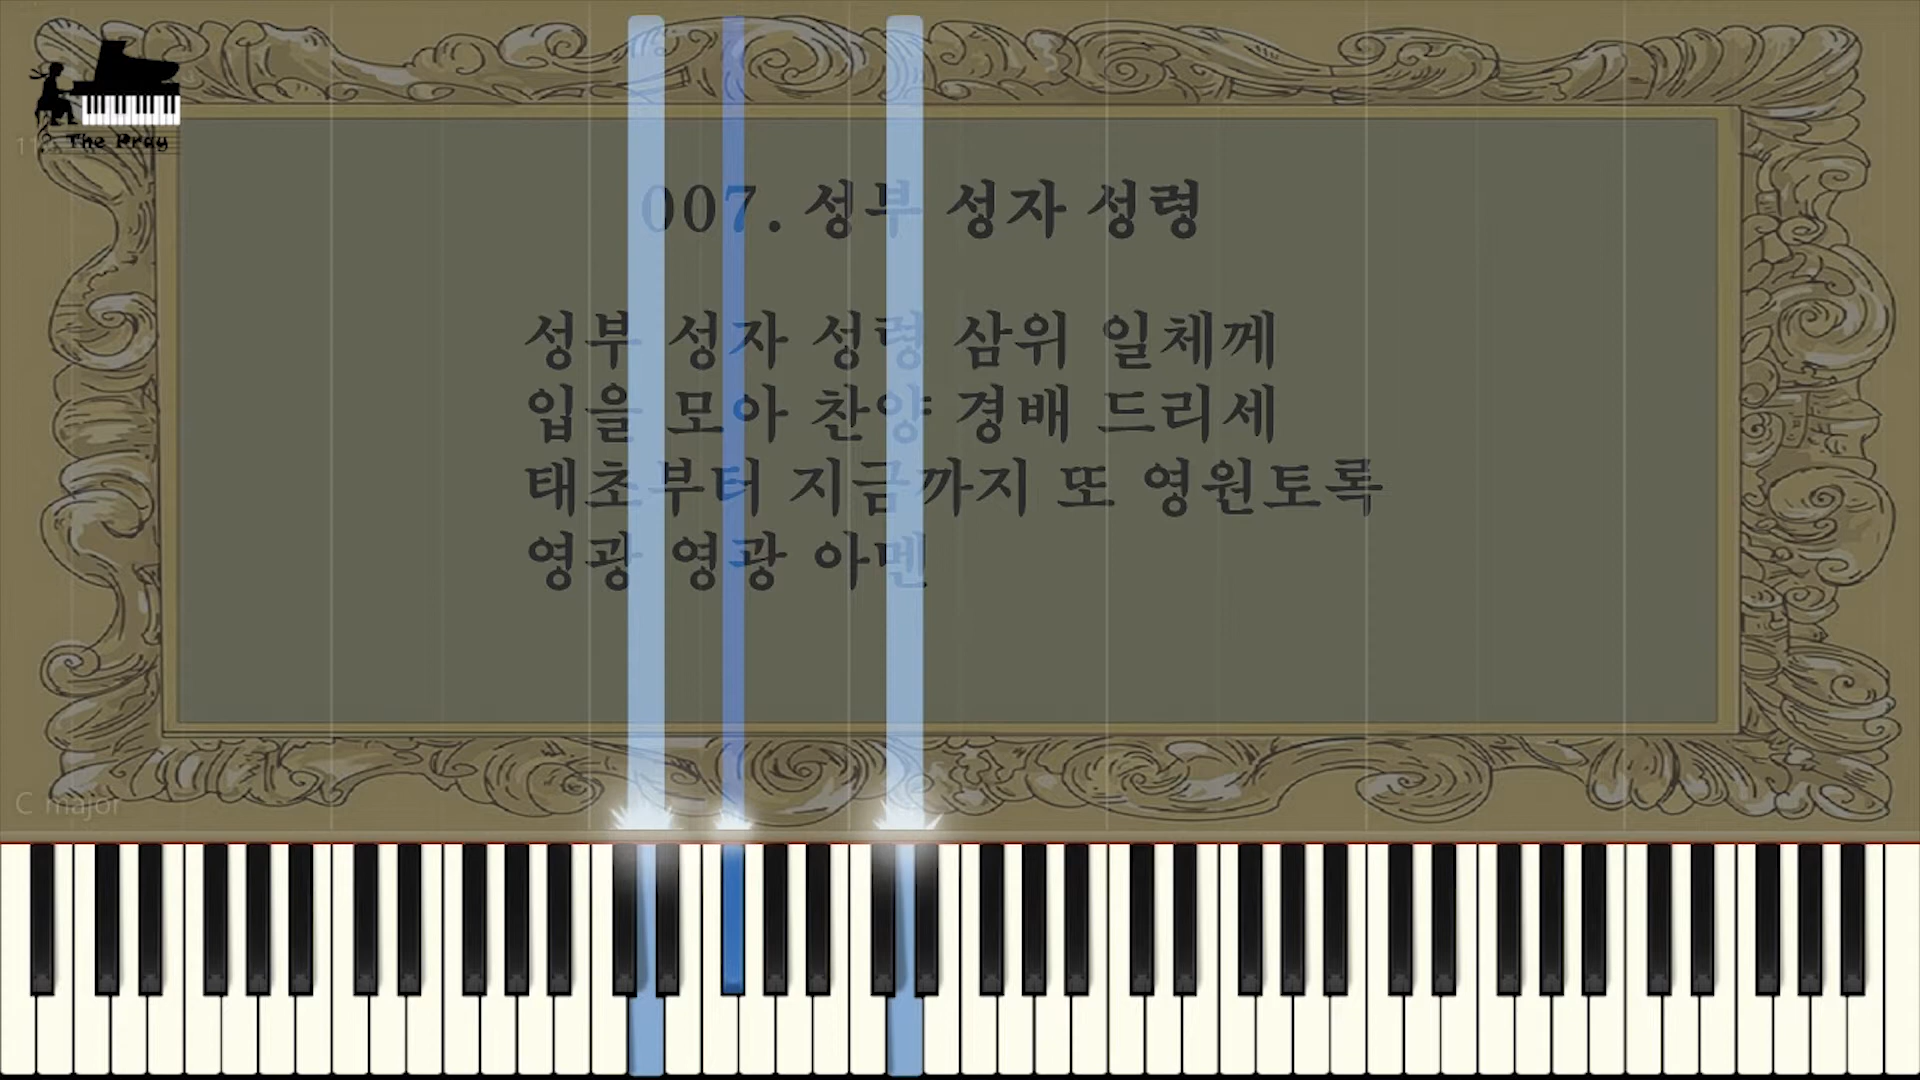 The Pray
007. 성부 성자 성령
성부 성자 성령 삼위 일체께
입을 모아 찬양 경배 드리세
태초부터 지금까지 또 영원토록
영광 영광 아멘
C major